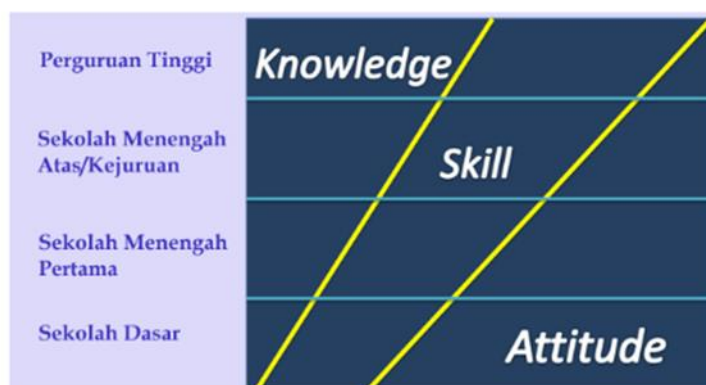 Perguruan Tinggi
Knowledge
Sekolah Menengah
Atas/Kejuruan
Skill
Sekolah Menengah
Pertama
Sekolah Dasar
Attitude